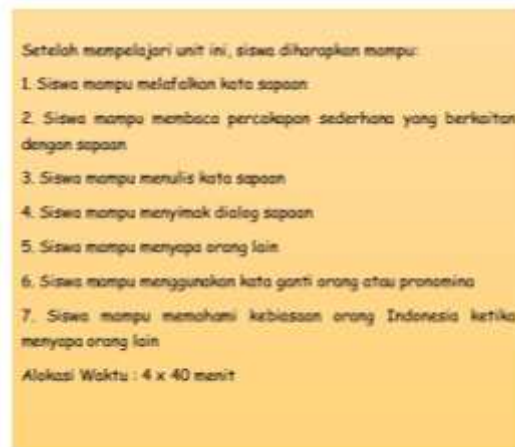 Setelah mempelajari unit ini, siswa diharapkan mampu:
1. Siswa mampu melafalkan kata sapaan
2. Siswa mampu membaca percakapan sederhana yang berkaitan
dengan sapaan
3. Siswa mampu menulis kata sapaan
4. Siswa mampu menyimak dialog sapaan
5. Siswa mampu menyapa orang lain
6. Siswa mampu menggunakan kata ganti orang atau pronomina
7. Siswa mampu memahami kebiasaan orang Indonesia ketika
menyapa orang lain
Alokasi Waktu : 4 x 40 menit